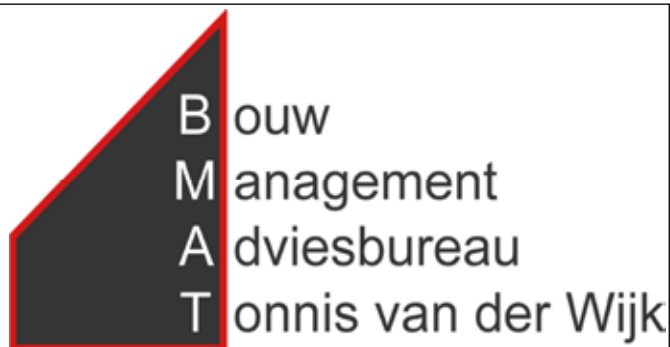 Bouw
Management
Adviesbureau
Tonnis van der Wijk